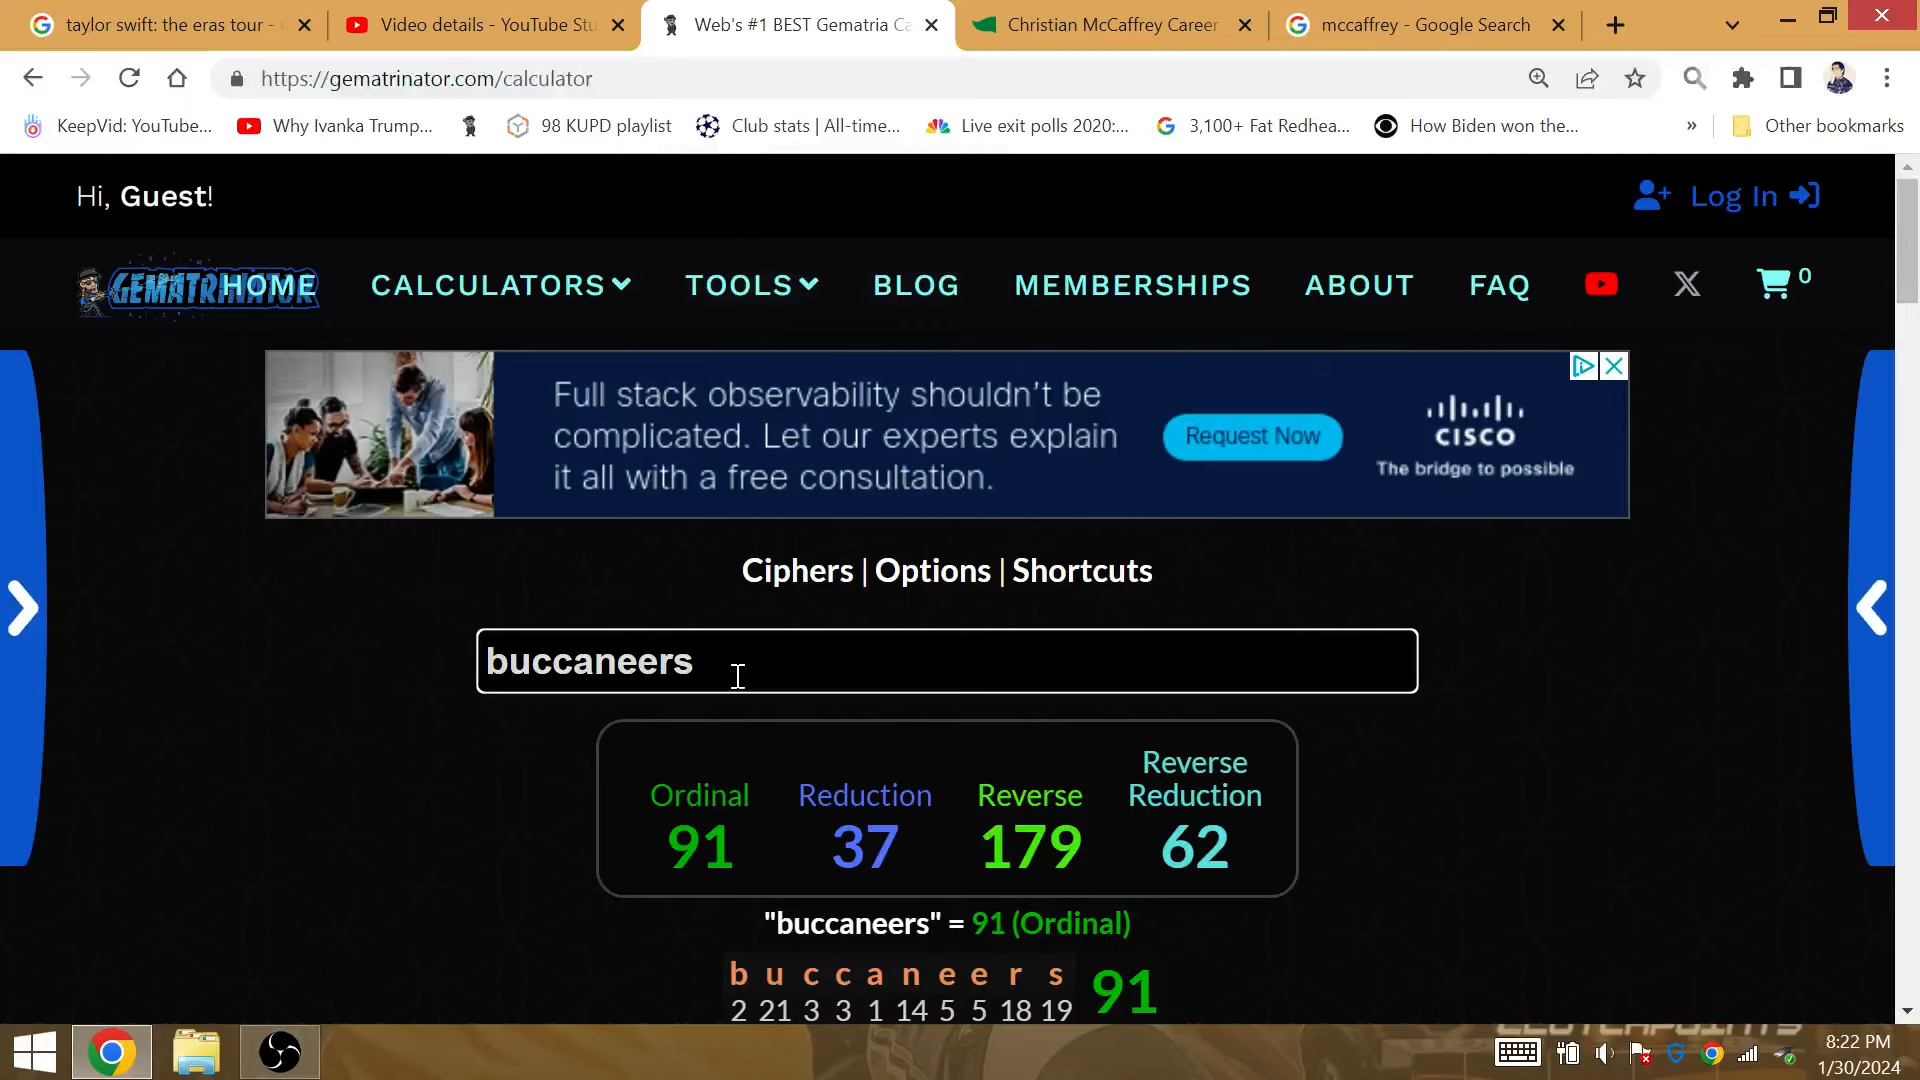 taylor swift: the eras tour -
Video details - YouTube Stu
Web's #1 BEST Gematria Ca
Christian McCaffrey Career
mccaffrey - Google Search
https://gematrinator.com/calculator
KeepVid: YouTube...
Why Ivanka Trump...
98 KUPD playlist
Club stats | All-time...
Live exit polls 2020:...
3,100+ Fat Redhea...
How Biden won the...
»
Other bookmarks
Hi, Guest!
Log In
GEMATRINATOR
HOME
CALCULATORS
TOOLS
BLOG
MEMBERSHIPS
ABOUT
FAQ
0
Full stack observability shouldn't be
complicated. Let our experts explain
it all with a free consultation.
Request Now
CISCO
The bridge to possible
Ciphers | Options | Shortcuts
buccaneers
Ordinal
91
Reduction
37
Reverse
179
Reverse
Reduction
62
"buccaneers" = 91 (Ordinal)
b u c c a n e e r s
2 21 3 3 1 14 5 5 18 19
91
CLUTCHPOINTS
8:22 PM
1/30/2024